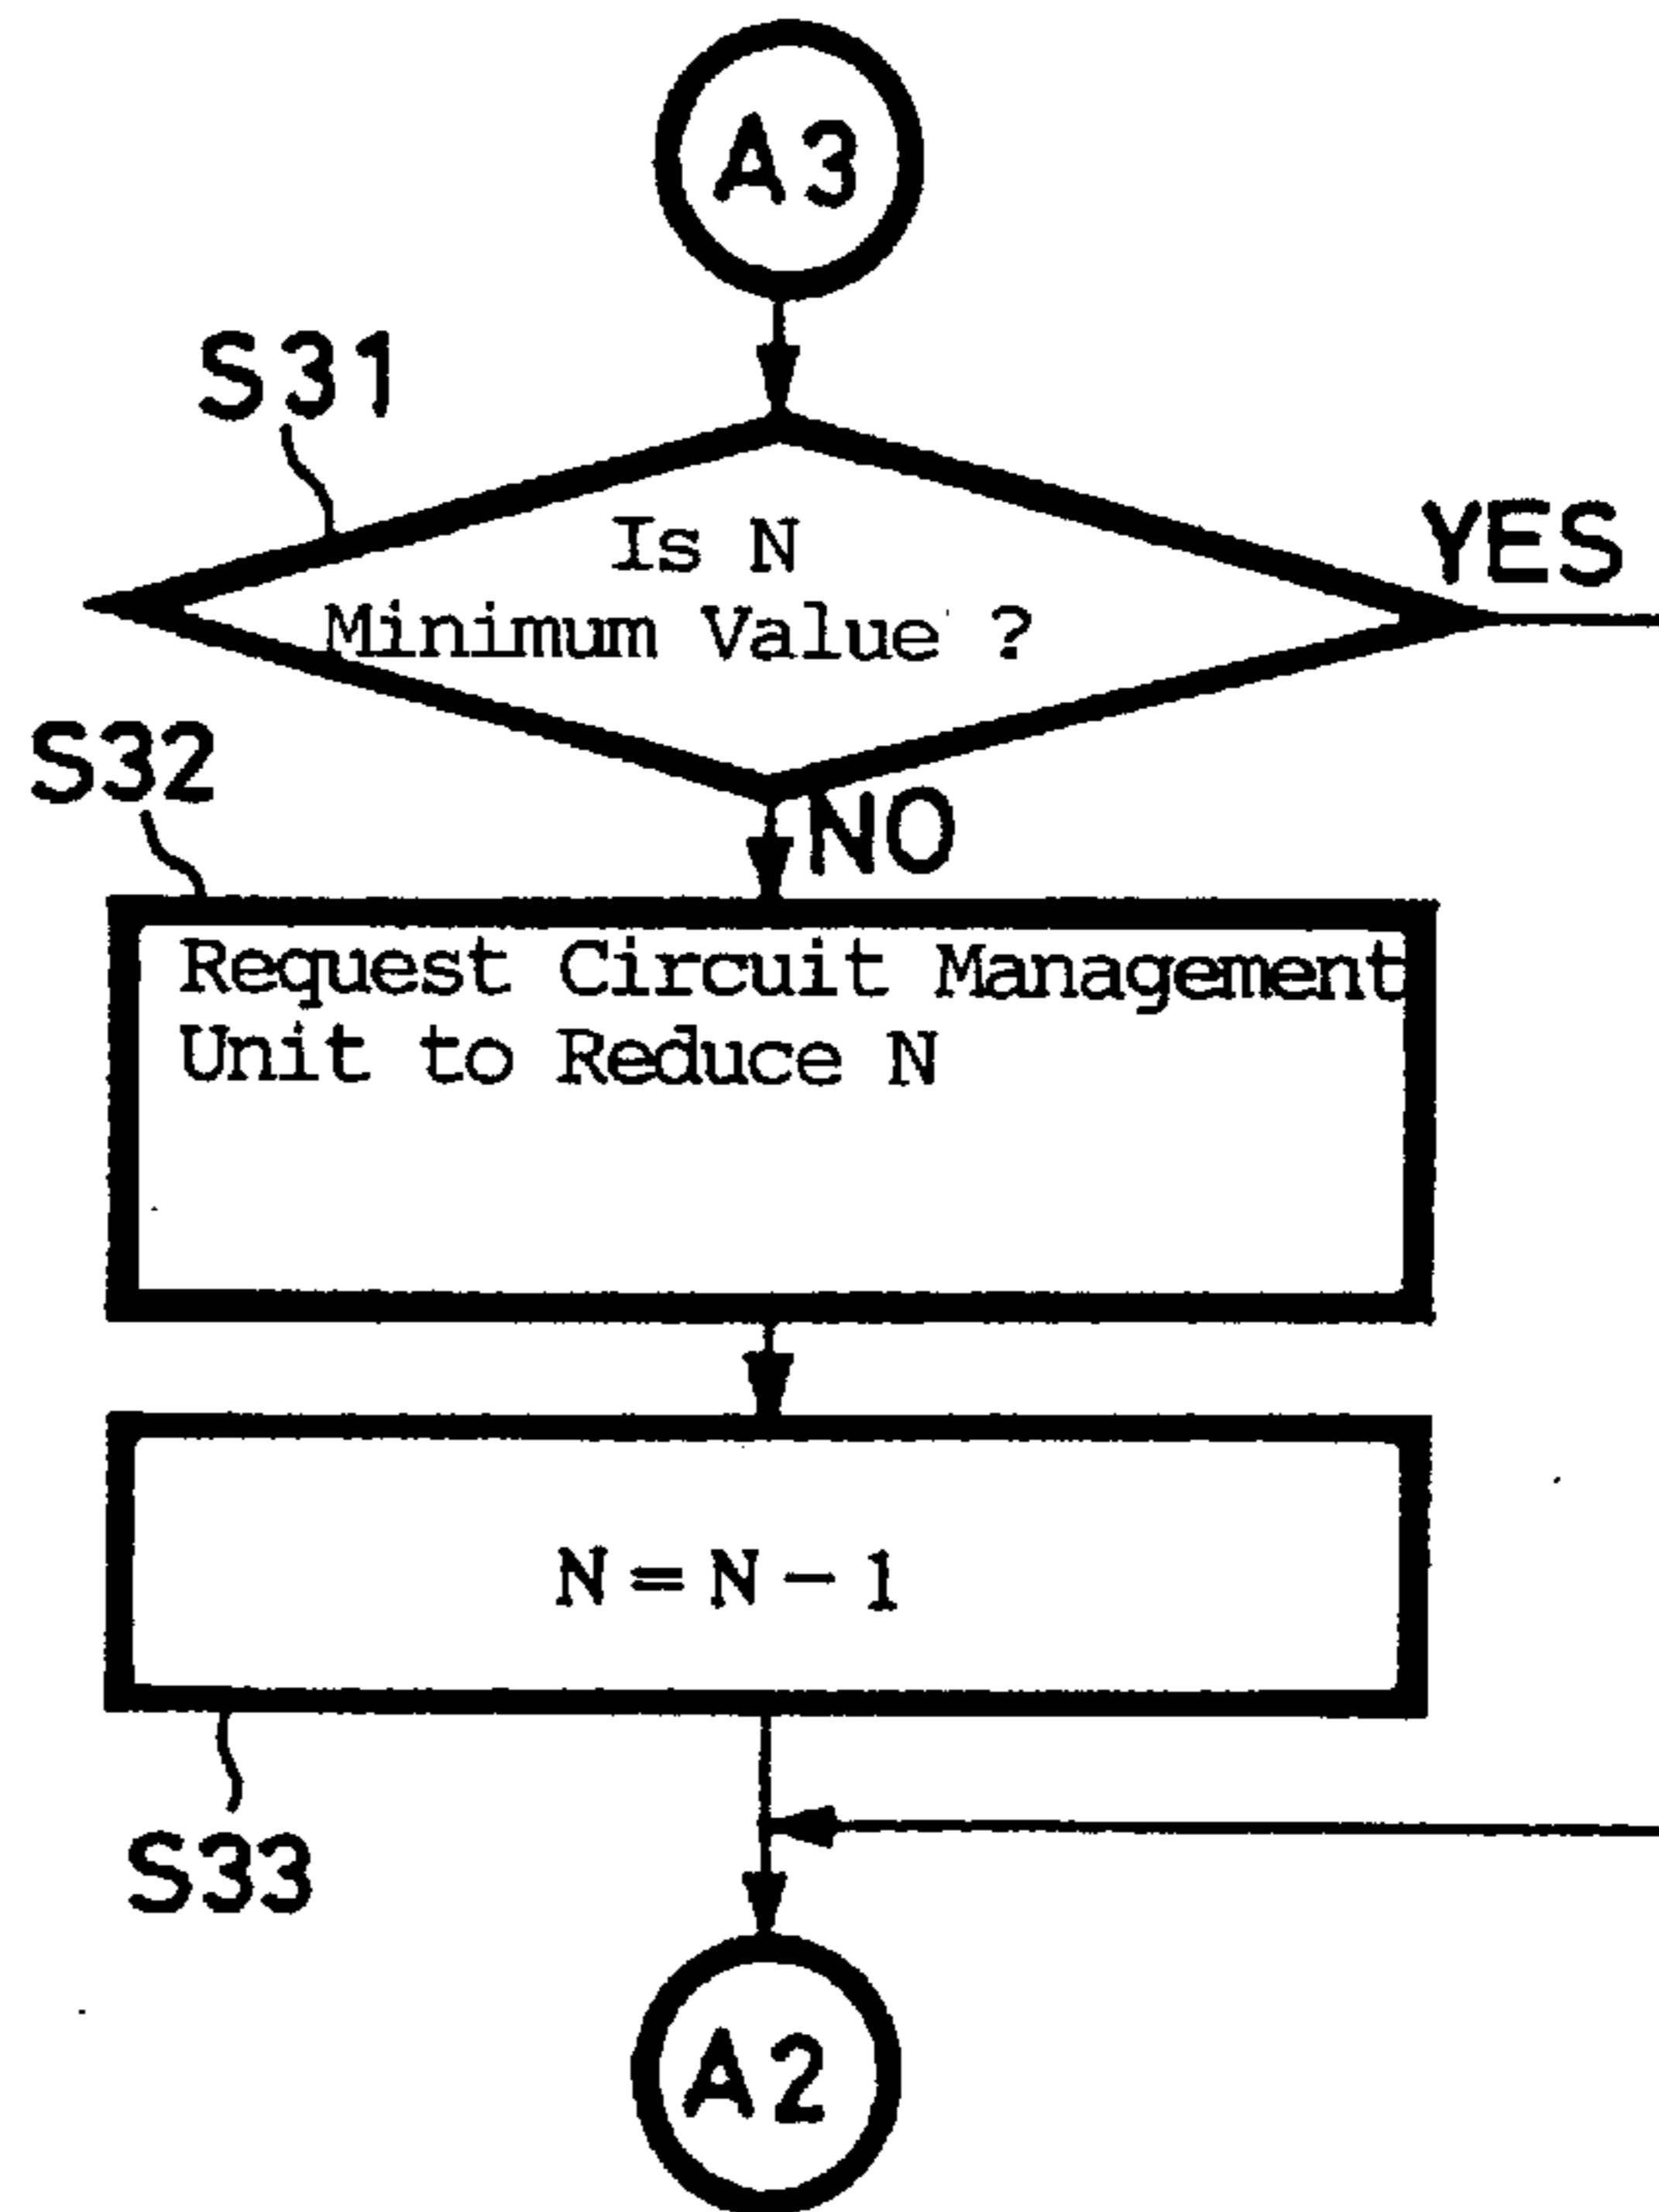 A3
S31
Is N
Minimum Value ?
YES
S32
NO
Request Circuit Management
Unit to Reduce N
N=N-1
S33
A2